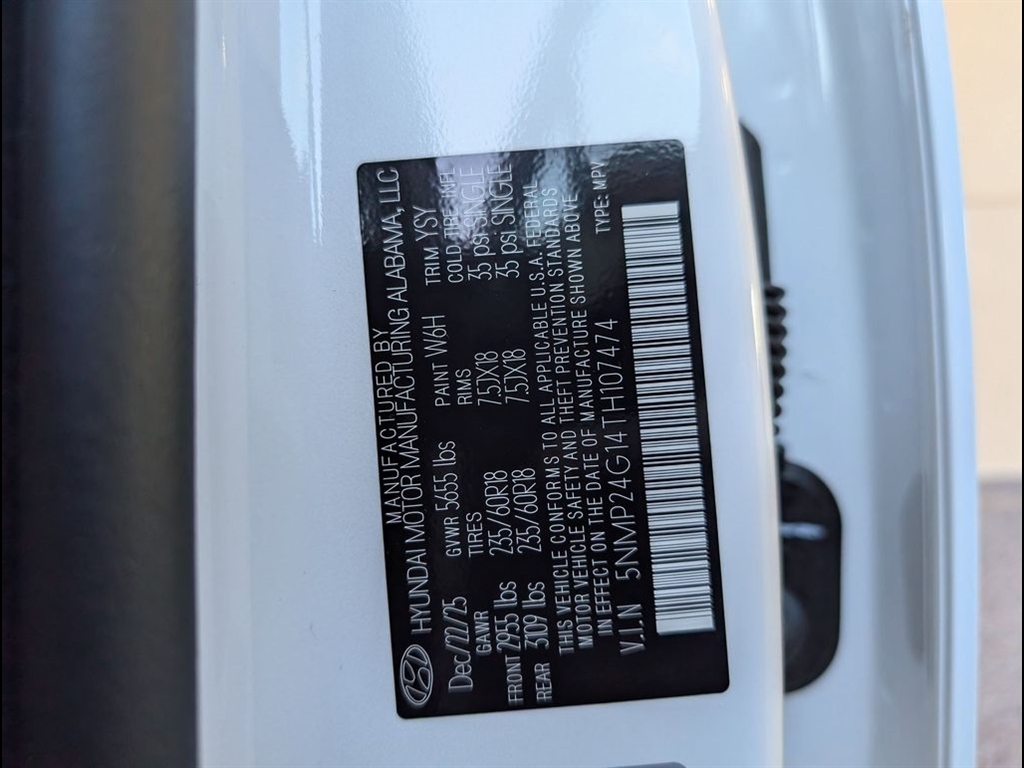 MANUFACTURED BY
HYUNDAI MOTOR MANUFACTURING ALABAMA, LLC
Dec/22/25 GVWR 5655 lbs PAINT W6H TRIM YSY
GAWR TIRES RIMS COLD TIRE INFL
FRONT 2955 lbs 235/60R18 7.5JX18 35 psi SINGLE
REAR 3109 lbs 235/60R18 7.5JX18 35 psi SINGLE
THIS VEHICLE CONFORMS TO ALL APPLICABLE U.S.A. FEDERAL
MOTOR VEHICLE SAFETY AND THEFT PREVENTION STANDARDS
IN EFFECT ON THE DATE OF MANUFACTURE SHOWN ABOVE
V.I.N 5NMP24G14TH107474 TYPE: MPV